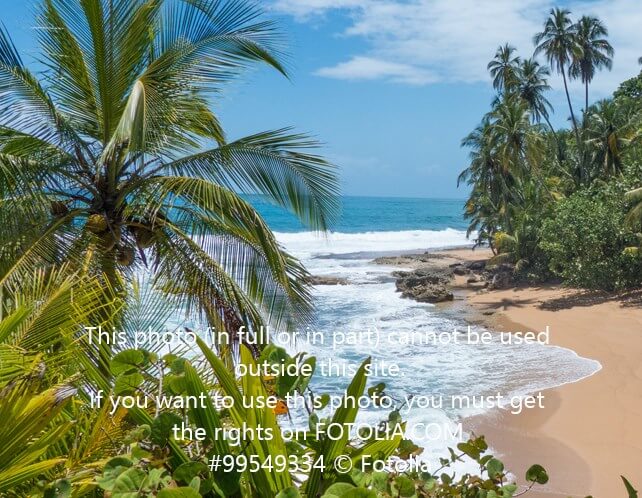 This photo (in full or in part) cannot be used
outside this site.
If you want to use this photo, you must get
the rights on FOTOLIA.COM
#99549334 © Fotolia